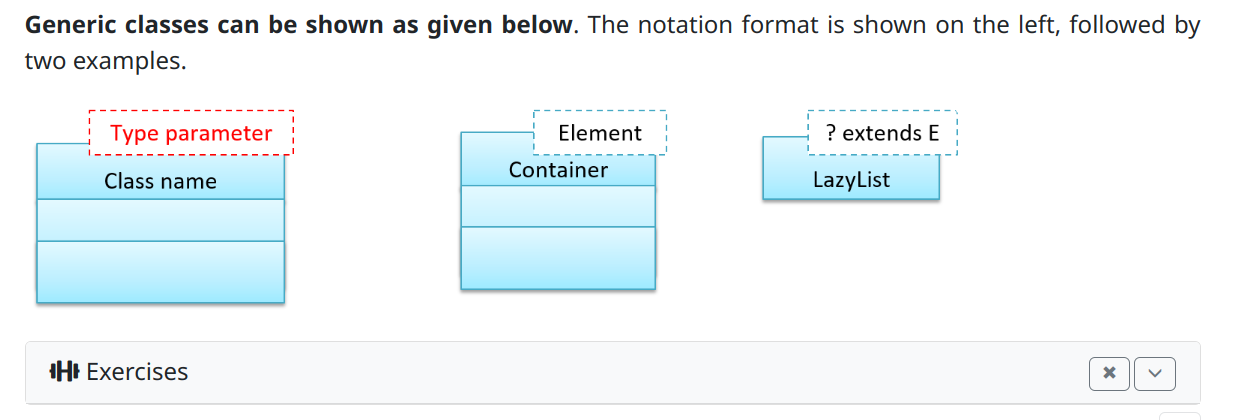 Generic classes can be shown as given below. The notation format is shown on the left, followed by
two examples.
Type parameter
Class name
Element
Container
? extends E
LazyList
Exercises